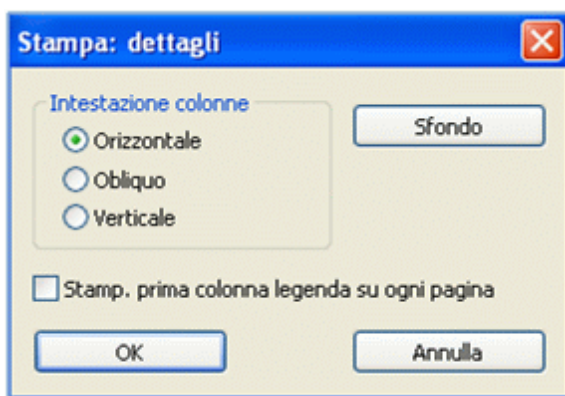 Stampa: dettagli
Intestazione colonne
Orizzontale
Obliquo
Verticale
Sfondo
Stamp. prima colonna legenda su ogni pagina
OK
Annulla